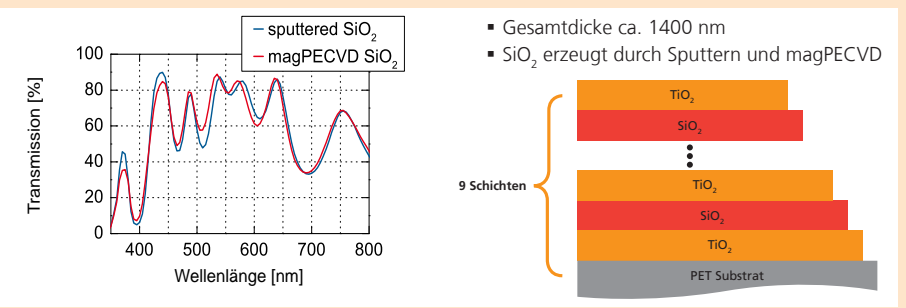 sputtered SiO₂
magPECVD SiO₂
Transmission [%]
100
80
60
40
20
0
400
500
600
700
800
Wellenlänge [nm]
▪ Gesamtdicke ca. 1400 nm
▪ SiO₂ erzeugt durch Sputtern und magPECVD
9 Schichten
TiO₂
SiO₂
TiO₂
SiO₂
TiO₂
PET Substrat